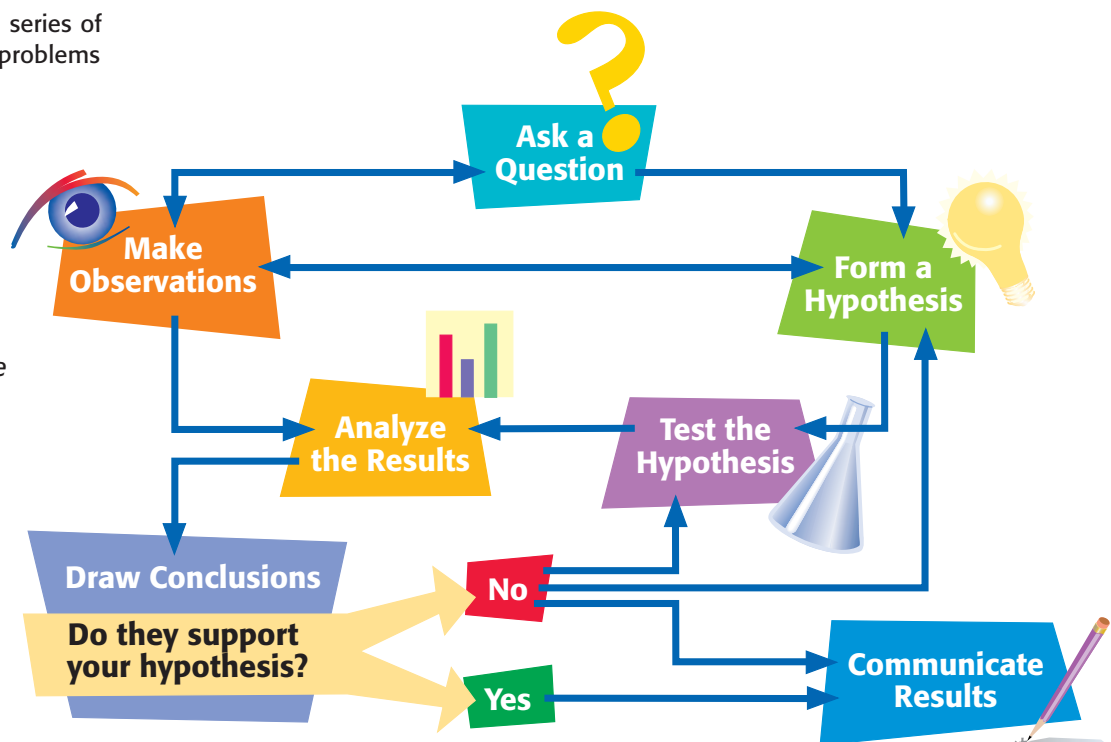 series of
problems
Ask a
Question
Make
Observations
Form a
Hypothesis
e
Analyze
the Results
Test the
Hypothesis
Draw Conclusions
Do they support
your hypothesis?
No
Yes
Communicate
Results